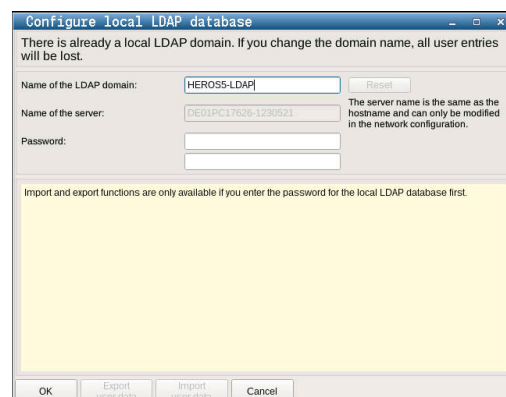 Configure local LDAP database
There is already a local LDAP domain. If you change the domain name, all user entries
will be lost.
Name of the LDAP domain:
HEROS5-LDAP
Reset
Name of the server:
DE01PC17626-1230521
The server name is the same as the
hostname and can only be modified
in the network configuration.
Password:
Import and export functions are only available if you enter the password for the local LDAP database first.
OK
Export
user data
Import
user data
Cancel